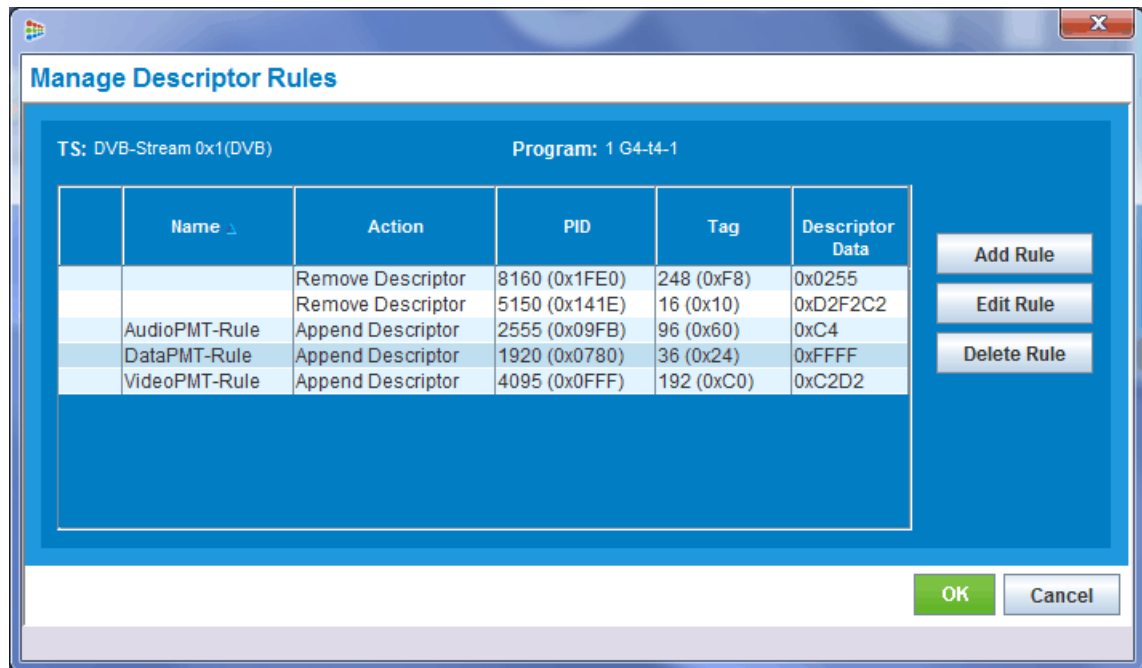 Manage Descriptor Rules
TS: DVB-Stream 0x1(DVB) Program: 1 G4-t4-1
Name Action PID Tag Descriptor Data
Remove Descriptor 8160 (0x1FE0) 248 (0xF8) 0x0255
Remove Descriptor 5150 (0x141E) 16 (0x10) 0xD2F2C2
AudioPMT-Rule Append Descriptor 2555 (0x09FB) 96 (0x60) 0xC4
DataPMT-Rule Append Descriptor 1920 (0x0780) 36 (0x24) 0xFFFF
VideoPMT-Rule Append Descriptor 4095 (0x0FFF) 192 (0xC0) 0xC2D2
Add Rule
Edit Rule
Delete Rule
OK Cancel